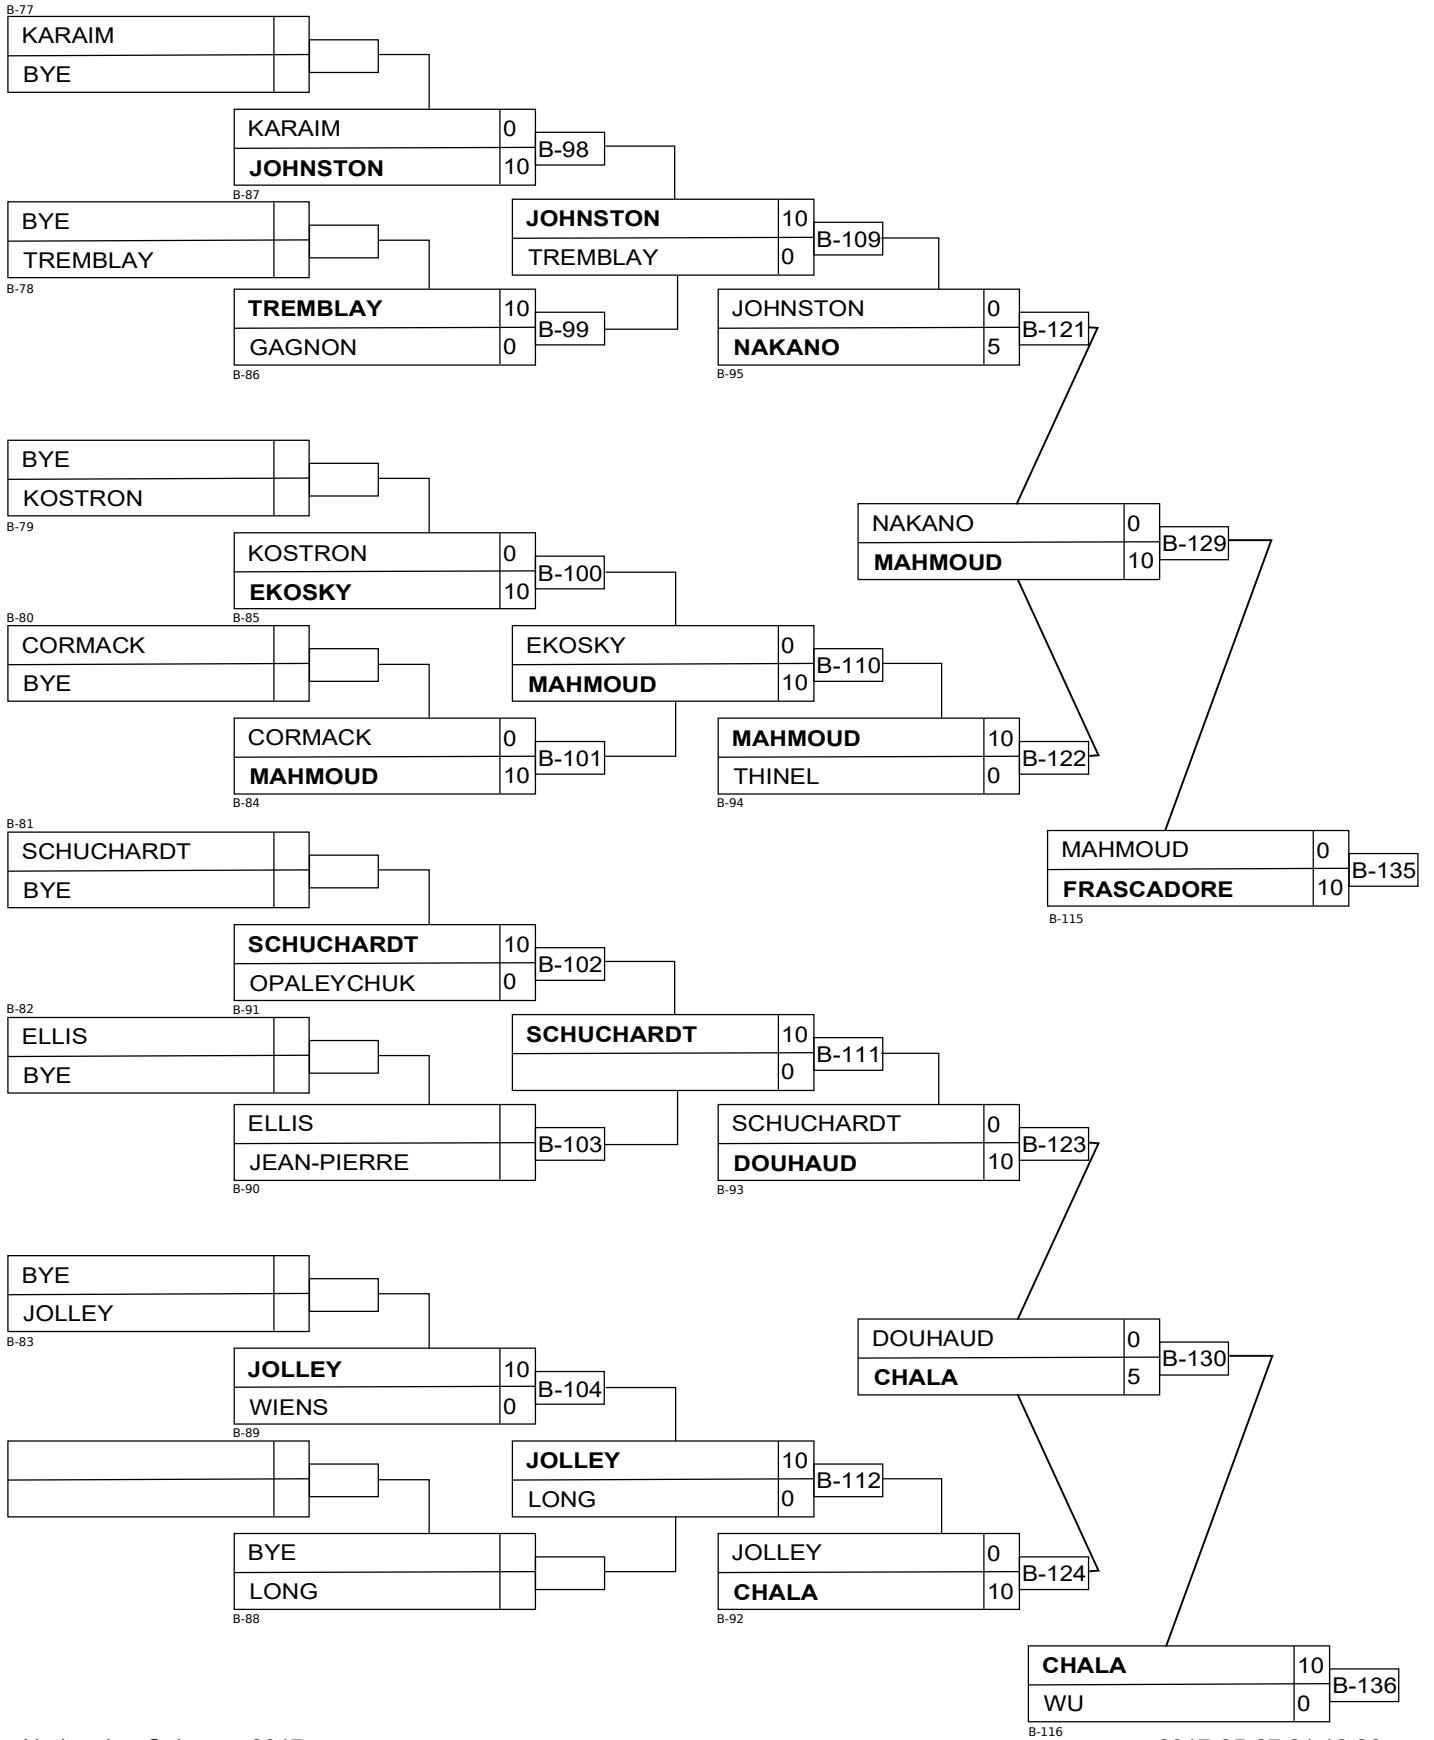 B-77
KARAIM
BYE
KARAIM 0
JOHNSTON 10
B-98
B-87
BYE
TREMBLAY
B-78
JOHNSTON 10
TREMBLAY 0
B-109
TREMBLAY 10
GAGNON 0
B-99
B-86
JOHNSTON 0
NAKANO 5
B-121
B-95
BYE
KOSTRON
B-79
NAKANO 0
MAHMOUD 10
B-129
KOSTRON 0
EKOSKY 10
B-100
B-85
B-80
CORMACK
BYE
EKOSKY 0
MAHMOUD 10
B-110
CORMACK 0
MAHMOUD 10
B-101
B-84
MAHMOUD 10
THINEL 0
B-122
B-94
B-81
SCHUCHARDT
BYE
MAHMOUD 0
FRASCADORE 10
B-135
B-115
SCHUCHARDT 10
OPALEYCHUK 0
B-102
B-91
B-82
ELLIS
BYE
SCHUCHARDT 10
0
B-111
ELLIS
JEAN-PIERRE
B-103
B-90
SCHUCHARDT 0
DOUHAUD 10
B-123
B-93
BYE
JOLLEY
B-83
DOUHAUD 0
CHALA 5
B-130
JOLLEY 10
WIENS 0
B-104
B-89
JOLLEY 10
LONG 0
B-112
BYE
LONG
B-88
JOLLEY 0
CHALA 10
B-124
B-92
CHALA 10
WU 0
B-136
B-116